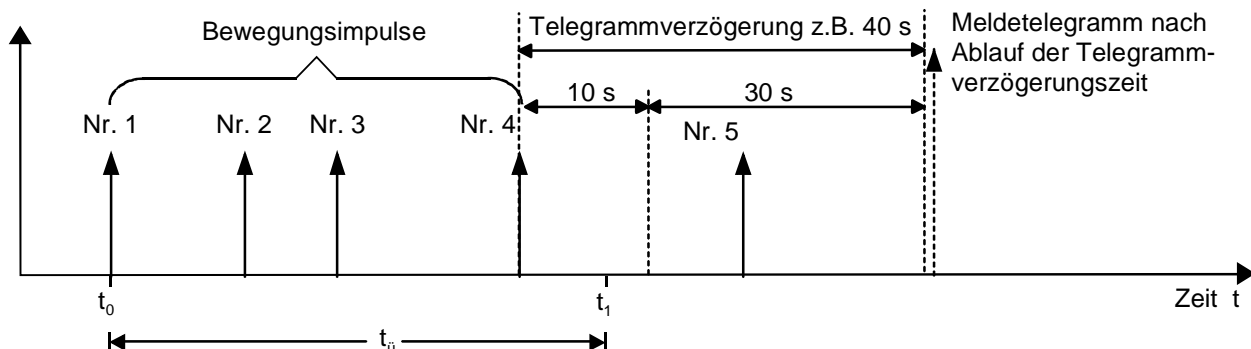 Bewegungsimpulse
Telegrammverzögerung z.B. 40 s
Meldetelegramm nach
Ablauf der Telegramm-
verzögerungszeit
10 s
30 s
Nr. 1
Nr. 2
Nr. 3
Nr. 4
Nr. 5
t0
t1
Zeit t
tü